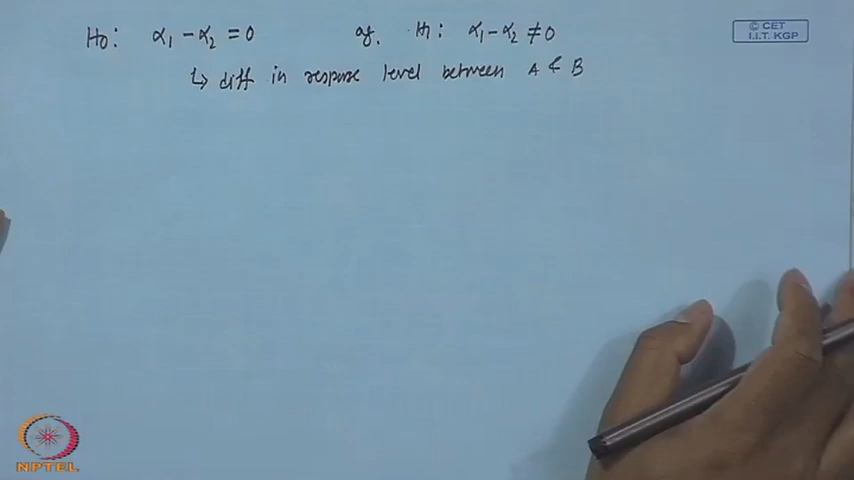 H₀: α₁ - α₂ = 0 ag. H₁: α₁ - α₂ ≠ 0
↳ diff in response level between A & B
© CET
I.I.T. KGP
NPTEL